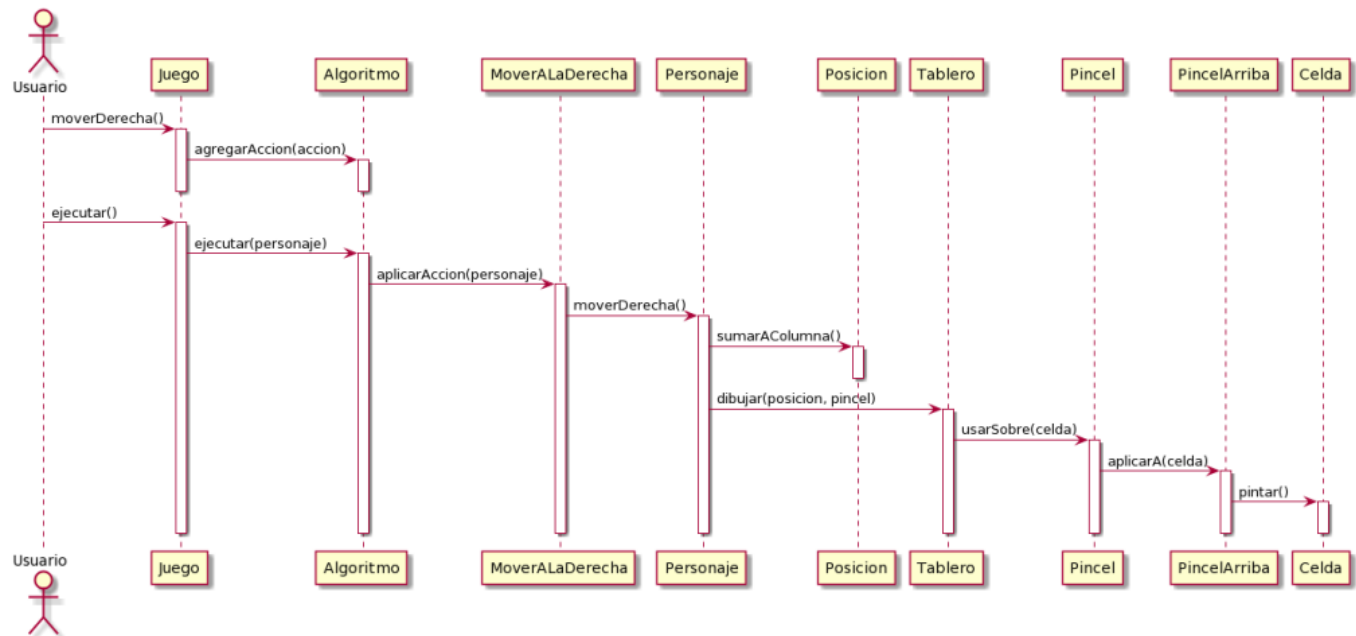 Usuario
Juego
Algoritmo
MoverALaDerecha
Personaje
Posicion
Tablero
Pincel
PincelArriba
Celda
moverDerecha()
agregarAccion(accion)
ejecutar()
ejecutar(personaje)
aplicarAccion(personaje)
moverDerecha()
sumarAColumna()
dibujar(posicion, pincel)
usarSobre(celda)
aplicarA(celda)
pintar()
Usuario
Juego
Algoritmo
MoverALaDerecha
Personaje
Posicion
Tablero
Pincel
PincelArriba
Celda